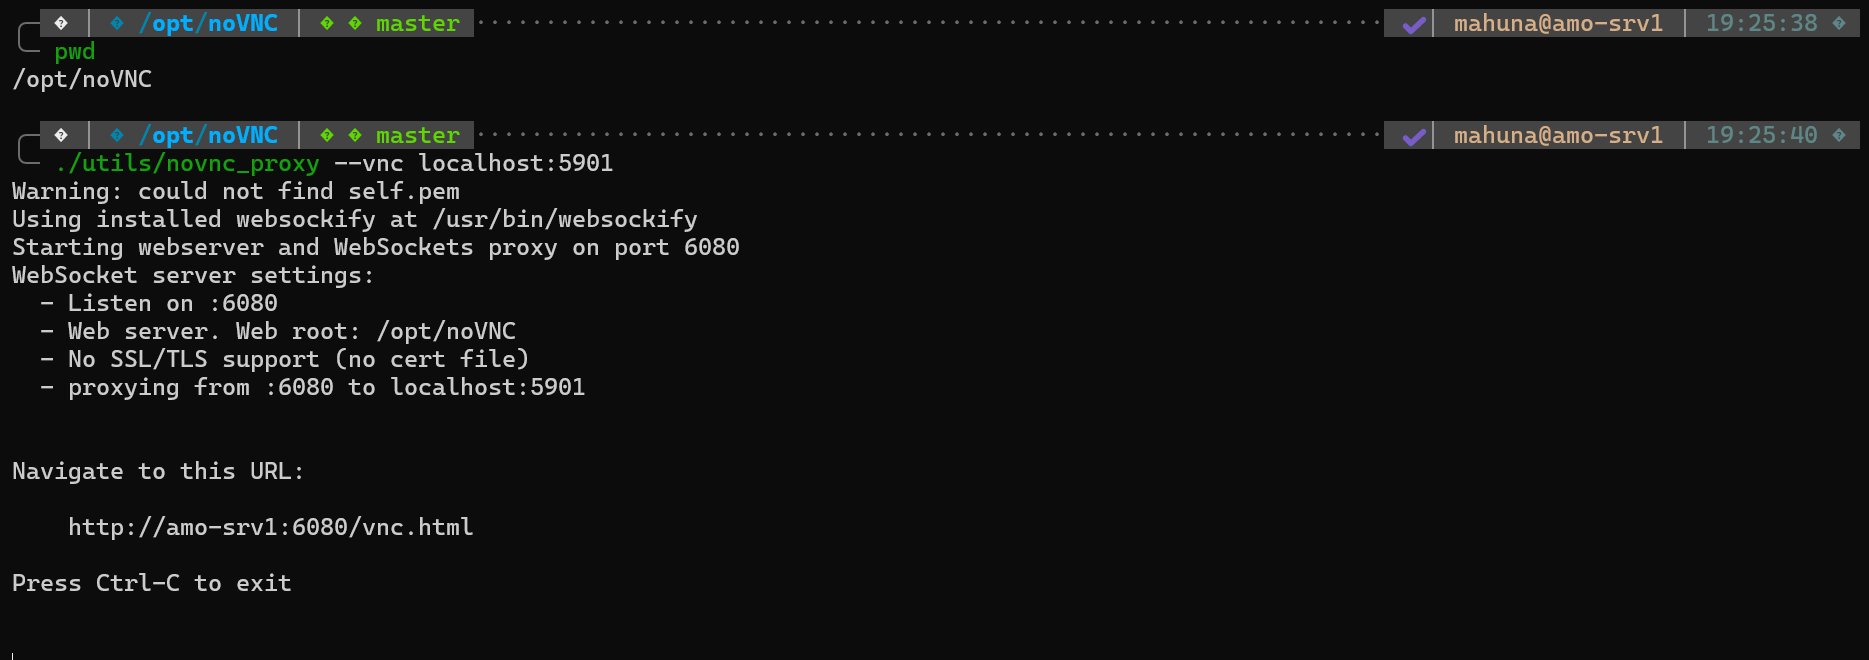 /opt/noVNC master mahuna@amo-srv1 19:25:38
pwd
/opt/noVNC
/opt/noVNC master mahuna@amo-srv1 19:25:40
./utils/novnc_proxy --vnc localhost:5901
Warning: could not find self.pem
Using installed websockify at /usr/bin/websockify
Starting webserver and WebSockets proxy on port 6080
WebSocket server settings:
- Listen on :6080
- Web server. Web root: /opt/noVNC
- No SSL/TLS support (no cert file)
- proxying from :6080 to localhost:5901
Navigate to this URL:
http://amo-srv1:6080/vnc.html
Press Ctrl-C to exit